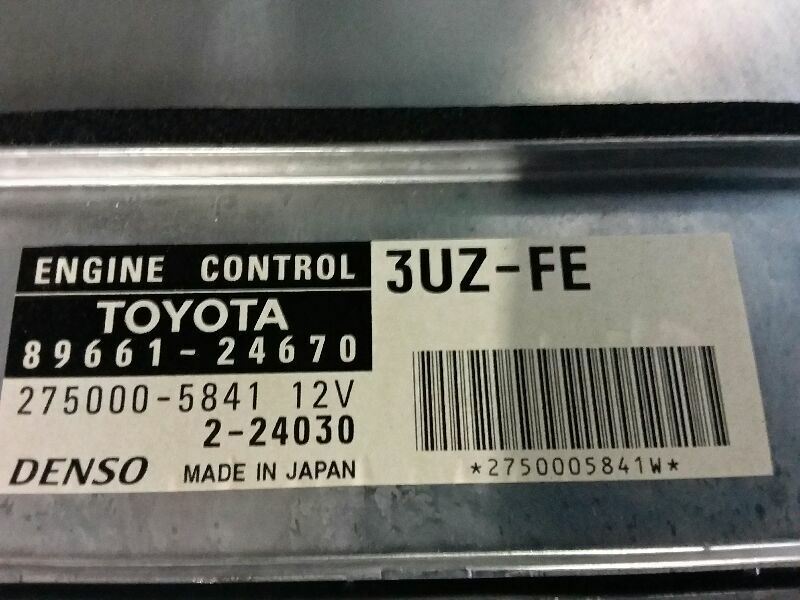 ENGINE CONTROL
3UZ-FE
TOYOTA
89661-24670
275000-5841 12V
2-24030
DENSO MADE IN JAPAN
*2750005841W*